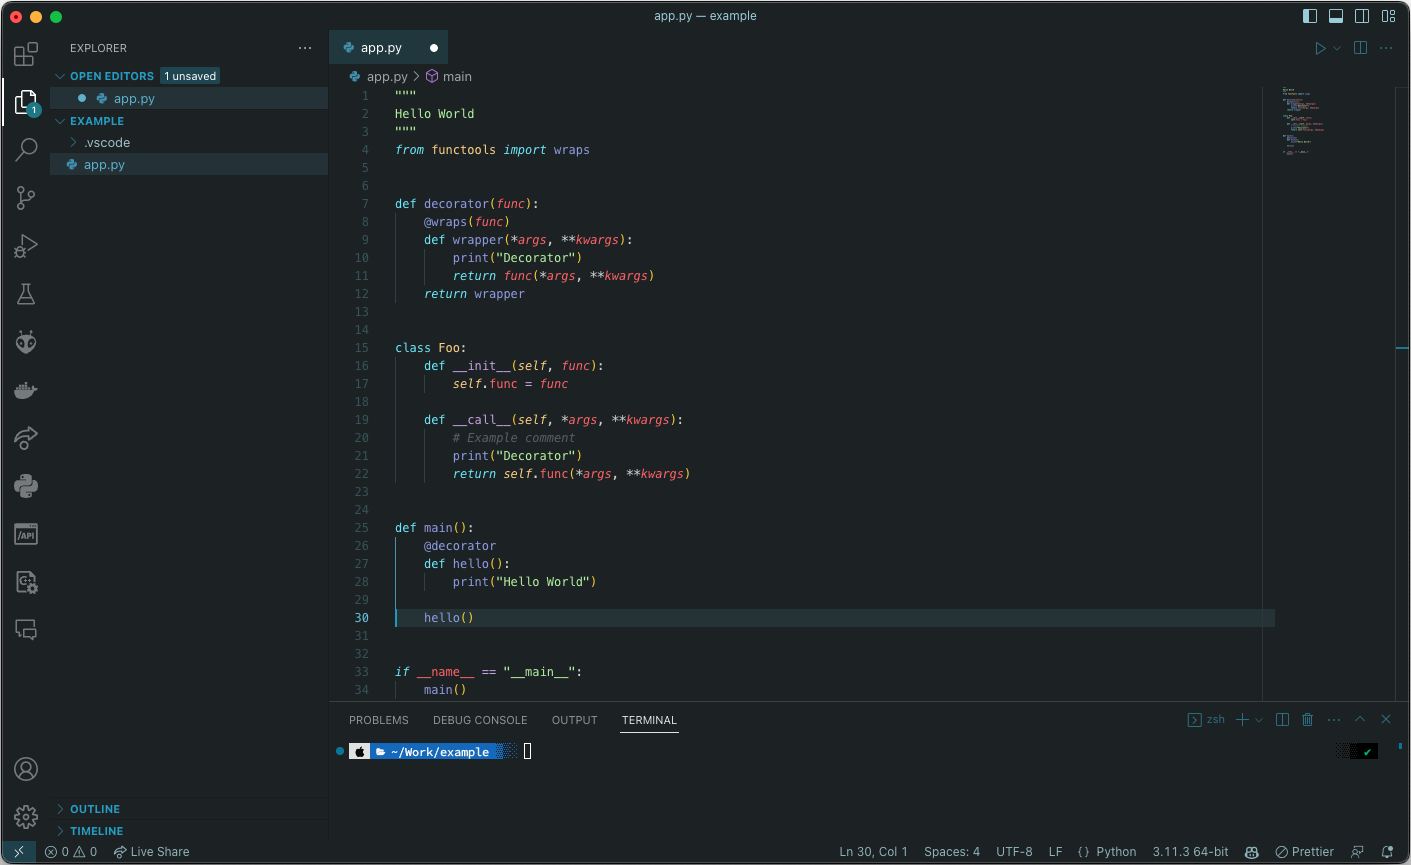 app.py — example
EXPLORER
OPEN EDITORS 1 unsaved
app.py
EXAMPLE
.vscode
app.py
1
OUTLINE
TIMELINE
/API
C++
app.py
app.py > main
1 """
2 Hello World
3 """
4 from functools import wraps
5
6
7 def decorator(func):
8 @wraps(func)
9 def wrapper(*args, **kwargs):
10 print("Decorator")
11 return func(*args, **kwargs)
12 return wrapper
13
14
15 class Foo:
16 def __init__(self, func):
17 self.func = func
18
19 def __call__(self, *args, **kwargs):
20 # Example comment
21 print("Decorator")
22 return self.func(*args, **kwargs)
23
24
25 def main():
26 @decorator
27 def hello():
28 print("Hello World")
29
30 hello()
31
32
33 if __name__ == "__main__":
34 main()
PROBLEMS DEBUG CONSOLE OUTPUT TERMINAL zsh
~/Work/example
0 0 Live Share Ln 30, Col 1 Spaces: 4 UTF-8 LF {} Python 3.11.3 64-bit Prettier